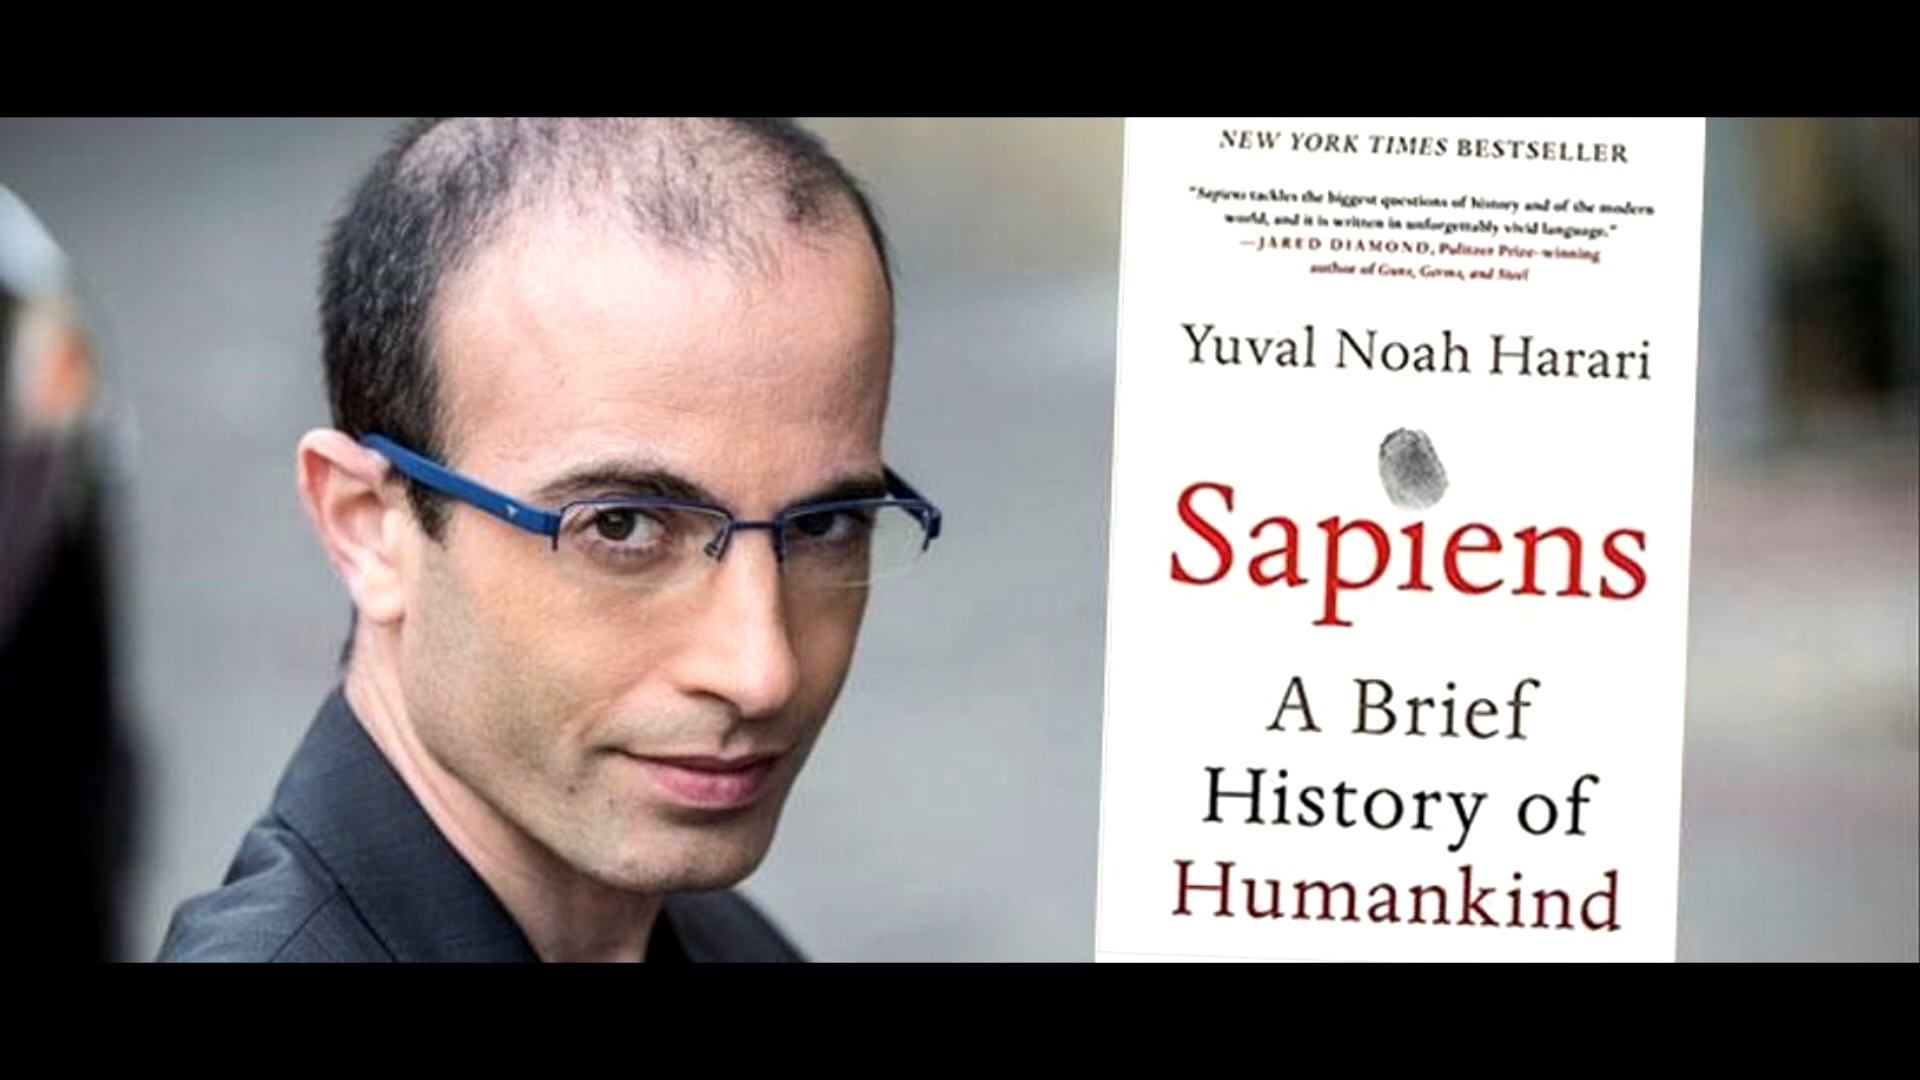 NEW YORK TIMES BESTSELLER
"Sapiens tackles the biggest questions of history and of the modern
world, and it is written in unforgettably vivid language."
—JARED DIAMOND, Pulitzer Prize-winning
author of Guns, Germs, and Steel
Yuval Noah Harari
Sapiens
A Brief
History of
Humankind